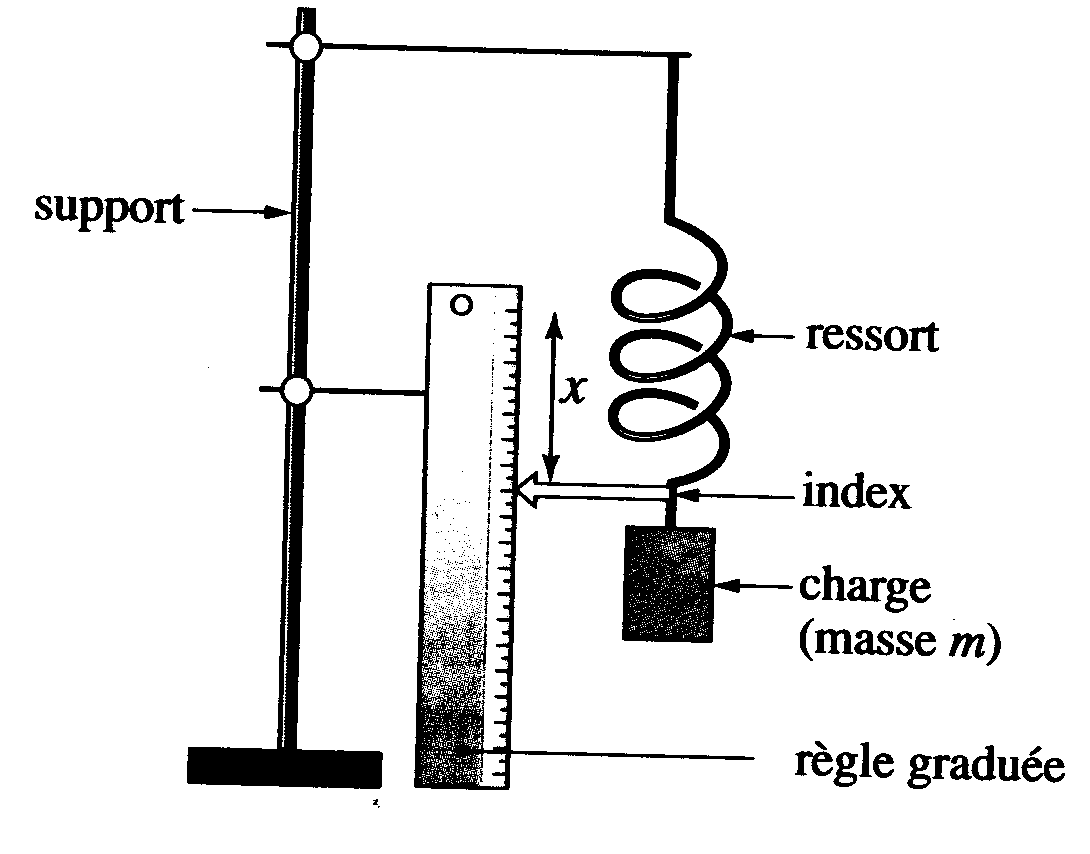 support
ressort
x
index
charge
(masse m)
règle graduée